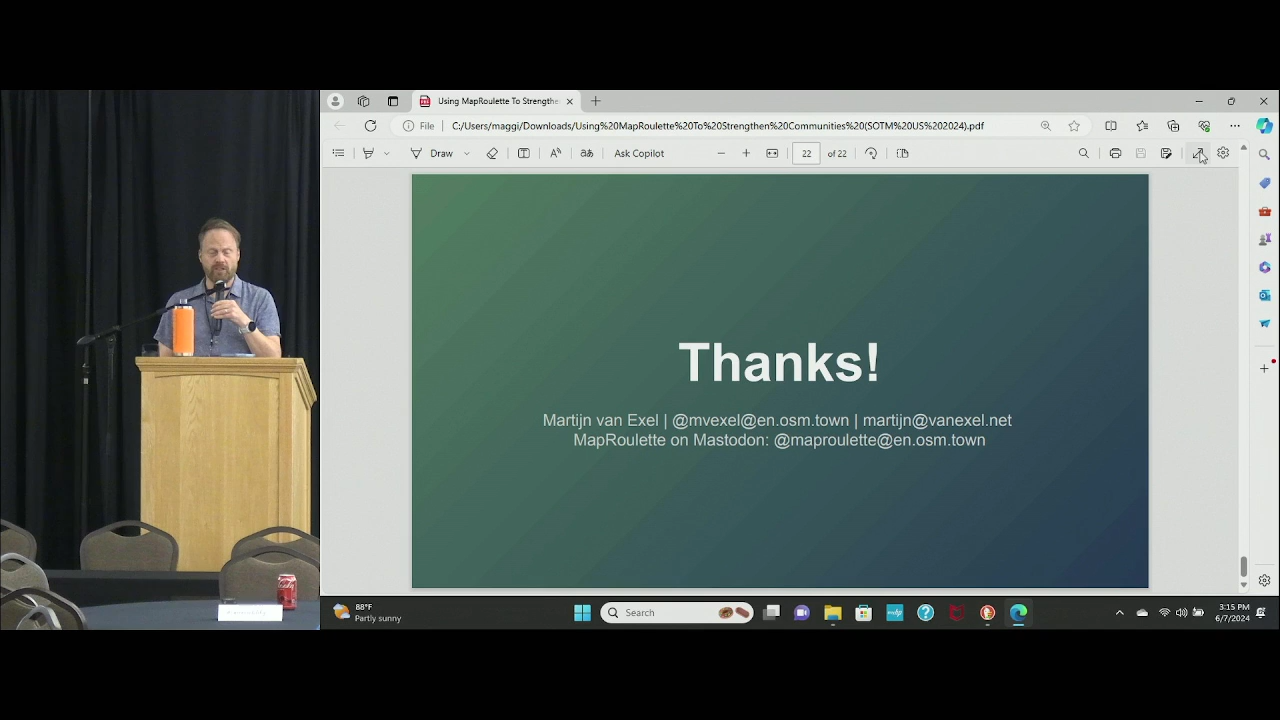 Using MapRoulette To Strengthe
File
C:/Users/maggi/Downloads/Using%20MapRoulette%20To%20Strengthen%20Communities%20(SOTM%20US%202024).pdf
Draw
Ask Copilot
22
of 22
Thanks!
Martijn van Exel | @mvexel@en.osm.town | martijn@vanexel.net
MapRoulette on Mastodon: @maproulette@en.osm.town
88°F
Partly sunny
Search
3:15 PM
6/7/2024